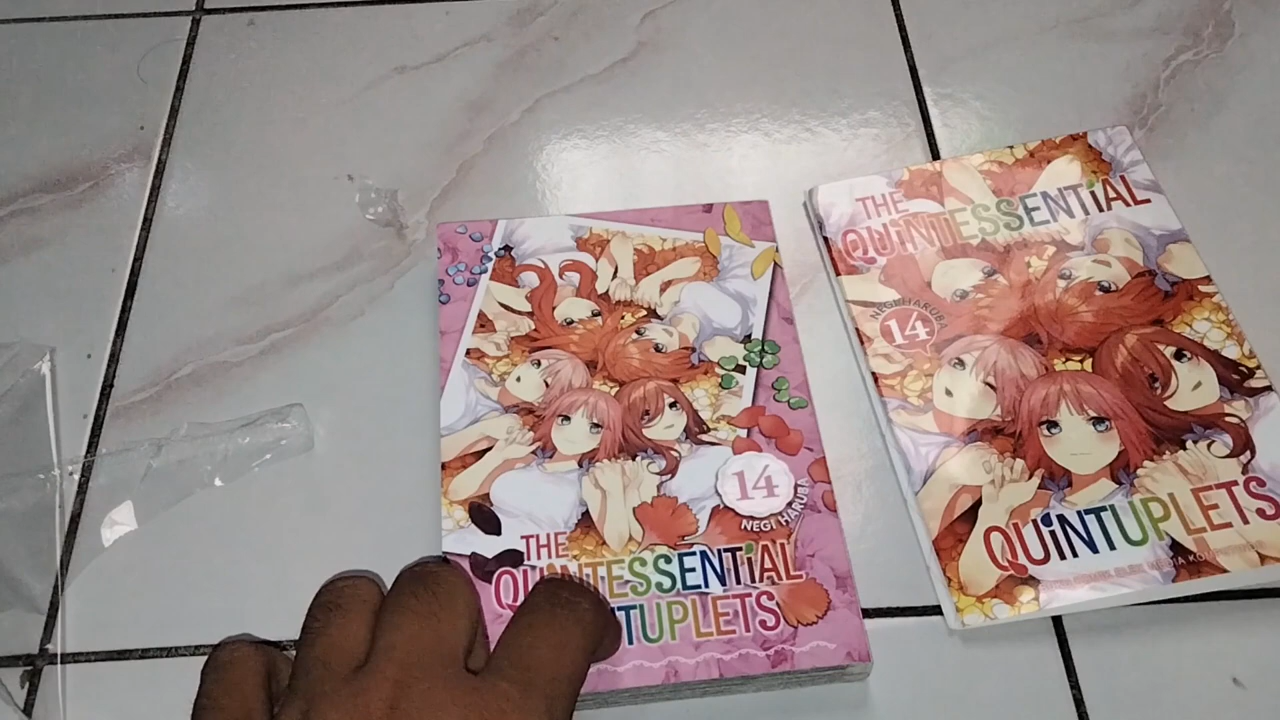 14
NEGI HARUBA
THE
QUINTESSENTIAL
QUINTUPLETS
THE
QUINTESSENTIAL
NEGI HARUBA
14
QUINTUPLETS